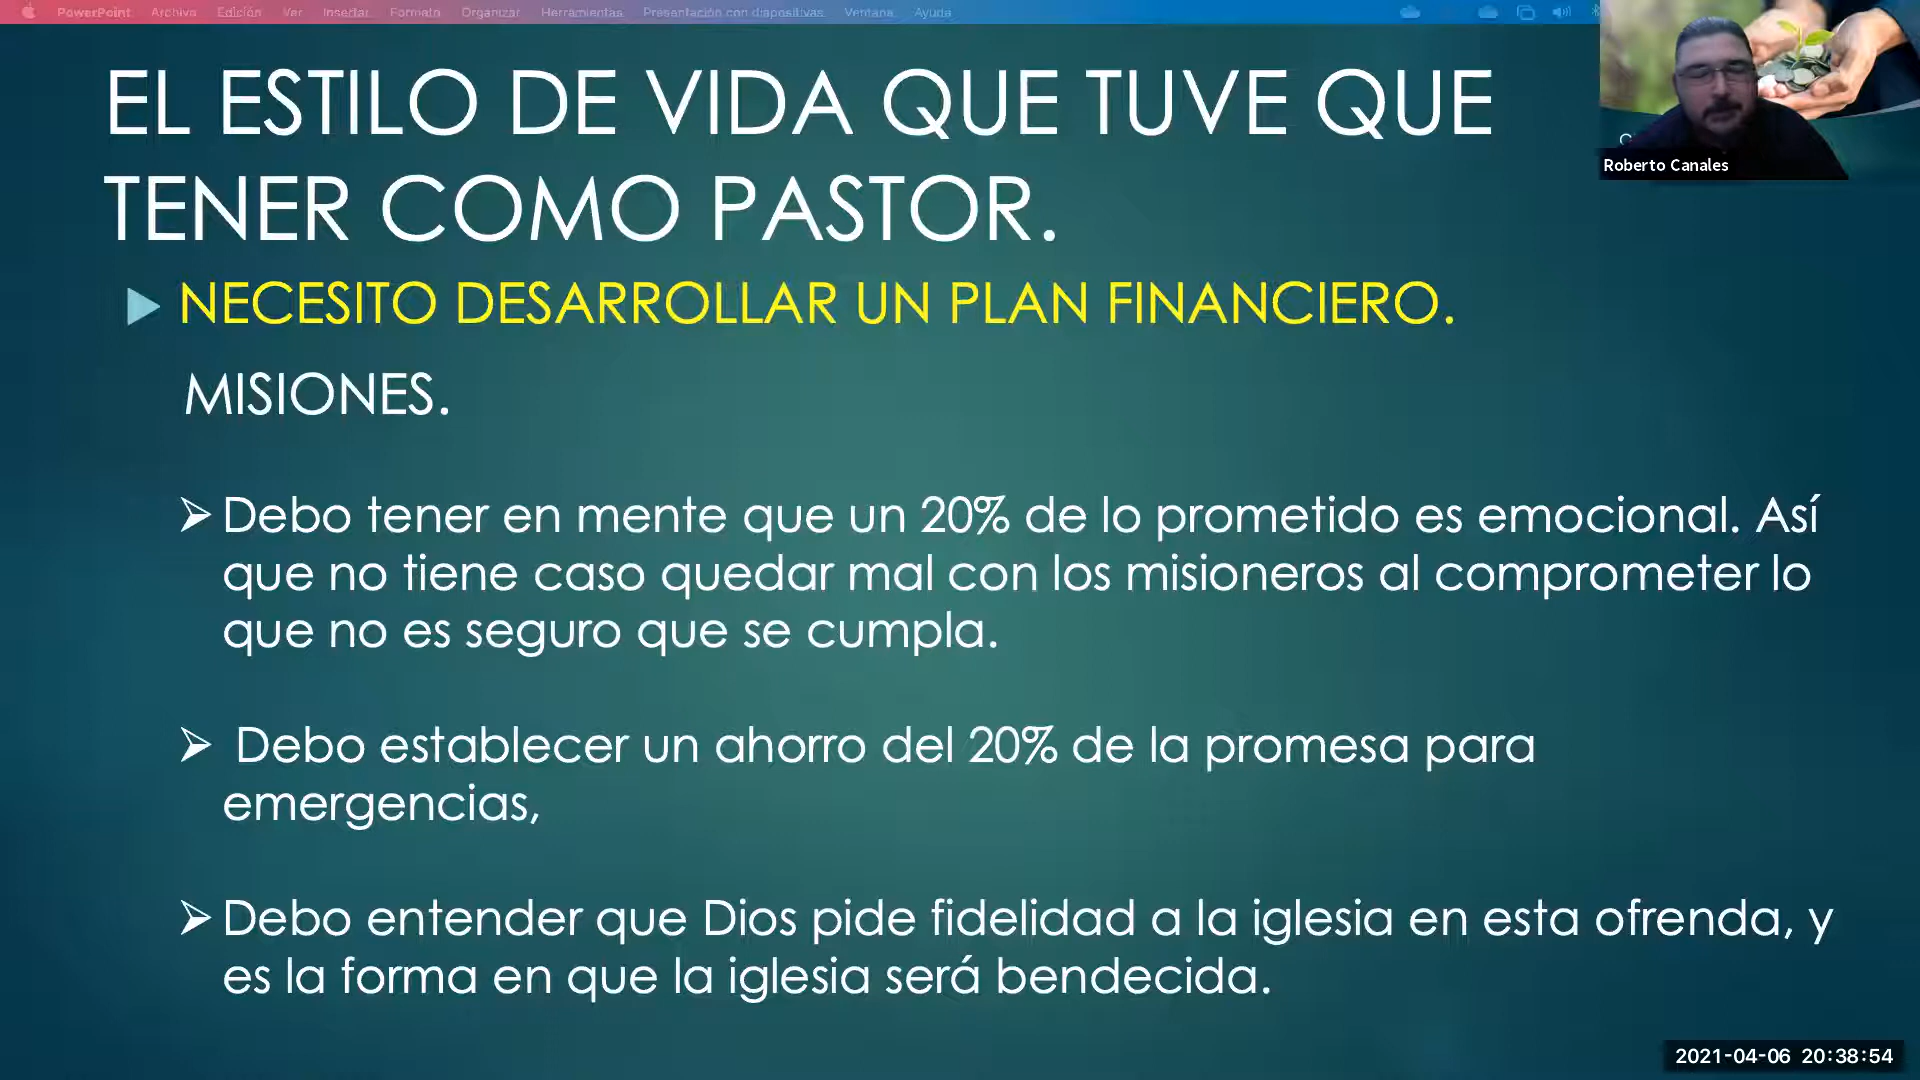 PowerPoint Archivo Edición Ver Insertar Formato Organizar Herramientas Presentación con diapositivas Ventana Ayuda
EL ESTILO DE VIDA QUE TUVE QUE
TENER COMO PASTOR.
Roberto Canales
NECESITO DESARROLLAR UN PLAN FINANCIERO.
MISIONES.
Debo tener en mente que un 20% de lo prometido es emocional. Así
que no tiene caso quedar mal con los misioneros al comprometer lo
que no es seguro que se cumpla.
Debo establecer un ahorro del 20% de la promesa para
emergencias,
Debo entender que Dios pide fidelidad a la iglesia en esta ofrenda, y
es la forma en que la iglesia será bendecida.
2021-04-06 20:38:54